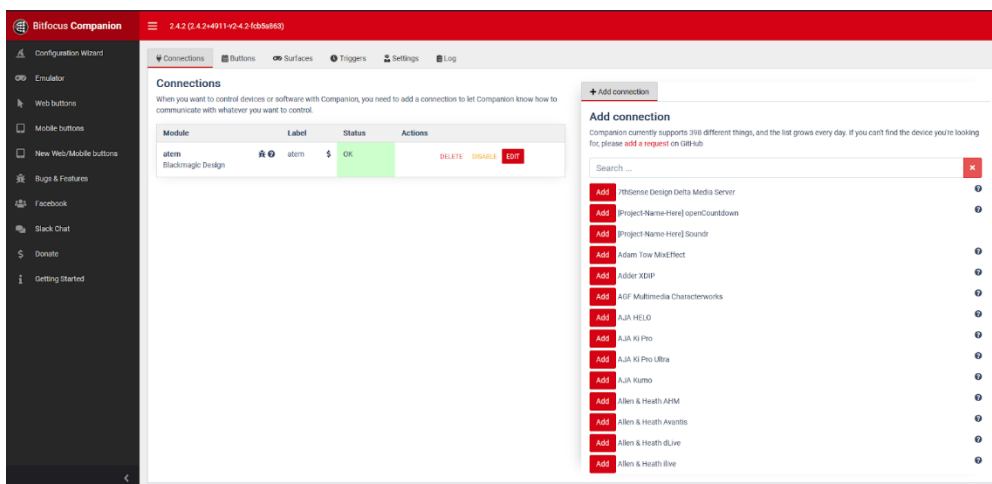 Bitfocus Companion
2.4.2 (2.4.2+4911-v2-4.2-fcb5a863)
Configuration Wizard
Emulator
Web buttons
Mobile buttons
New Web/Mobile buttons
Bugs & Features
Facebook
Slack Chat
Donate
Getting Started
Connections Buttons Surfaces Triggers Settings Log
Connections
When you want to control devices or software with Companion, you need to add a connection to let Companion know how to
communicate with whatever you want to control.
Module Label Status Actions
atem atem $ OK DELETE DISABLE EDIT
Blackmagic Design
Add connection
Add connection
Companion currently supports 398 different things, and the list grows every day. If you can't find the device you're looking
for, please add a request on GitHub
Search ...
Add 7thSense Design Delta Media Server
Add [Project-Name-Here] openCountdown
Add [Project-Name-Here] Soundr
Add Adam Tow MixEffect
Add Adder XDIP
Add AGF Multimedia Characterworks
Add AJA HELO
Add AJA Ki Pro
Add AJA Ki Pro Ultra
Add AJA Kumo
Add Allen & Heath AHM
Add Allen & Heath Avantis
Add Allen & Heath dLive
Add Allen & Heath ilive